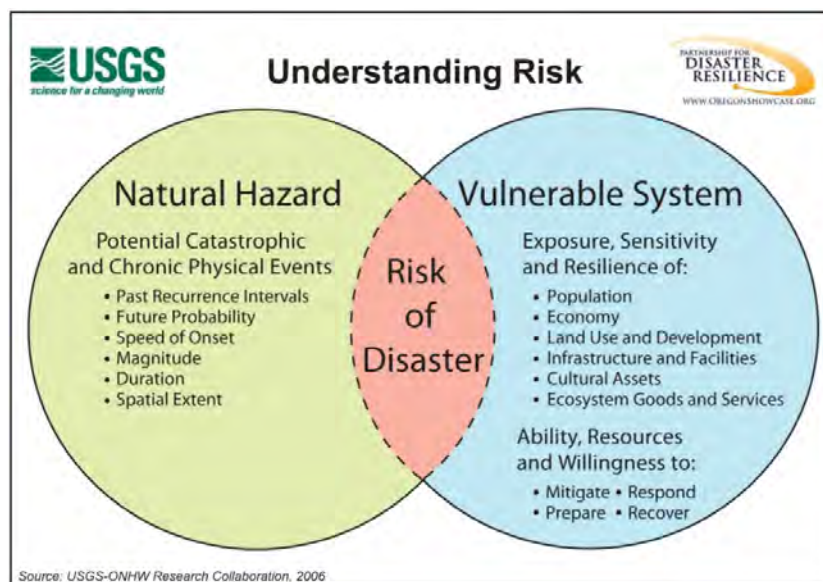 USGS
science for a changing world
Understanding Risk
PARTNERSHIP FOR
DISASTER
RESILIENCE
WWW.OREGONSHOWCASE.ORG
Natural Hazard
Potential Catastrophic
and Chronic Physical Events
• Past Recurrence Intervals
• Future Probability
• Speed of Onset
• Magnitude
• Duration
• Spatial Extent
Risk
of
Disaster
Vulnerable System
Exposure, Sensitivity
and Resilience of:
• Population
• Economy
• Land Use and Development
• Infrastructure and Facilities
• Cultural Assets
• Ecosystem Goods and Services
Ability, Resources
and Willingness to:
• Mitigate • Respond
• Prepare • Recover
Source: USGS-ONHW Research Collaboration, 2006